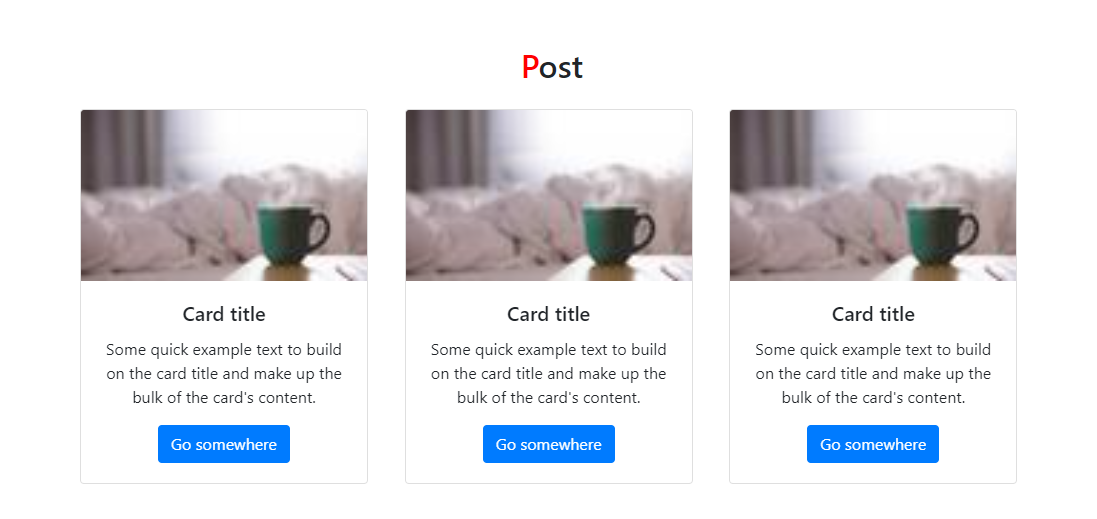 Post
Card title
Some quick example text to build
on the card title and make up the
bulk of the card's content.
Go somewhere
Card title
Some quick example text to build
on the card title and make up the
bulk of the card's content.
Go somewhere
Card title
Some quick example text to build
on the card title and make up the
bulk of the card's content.
Go somewhere